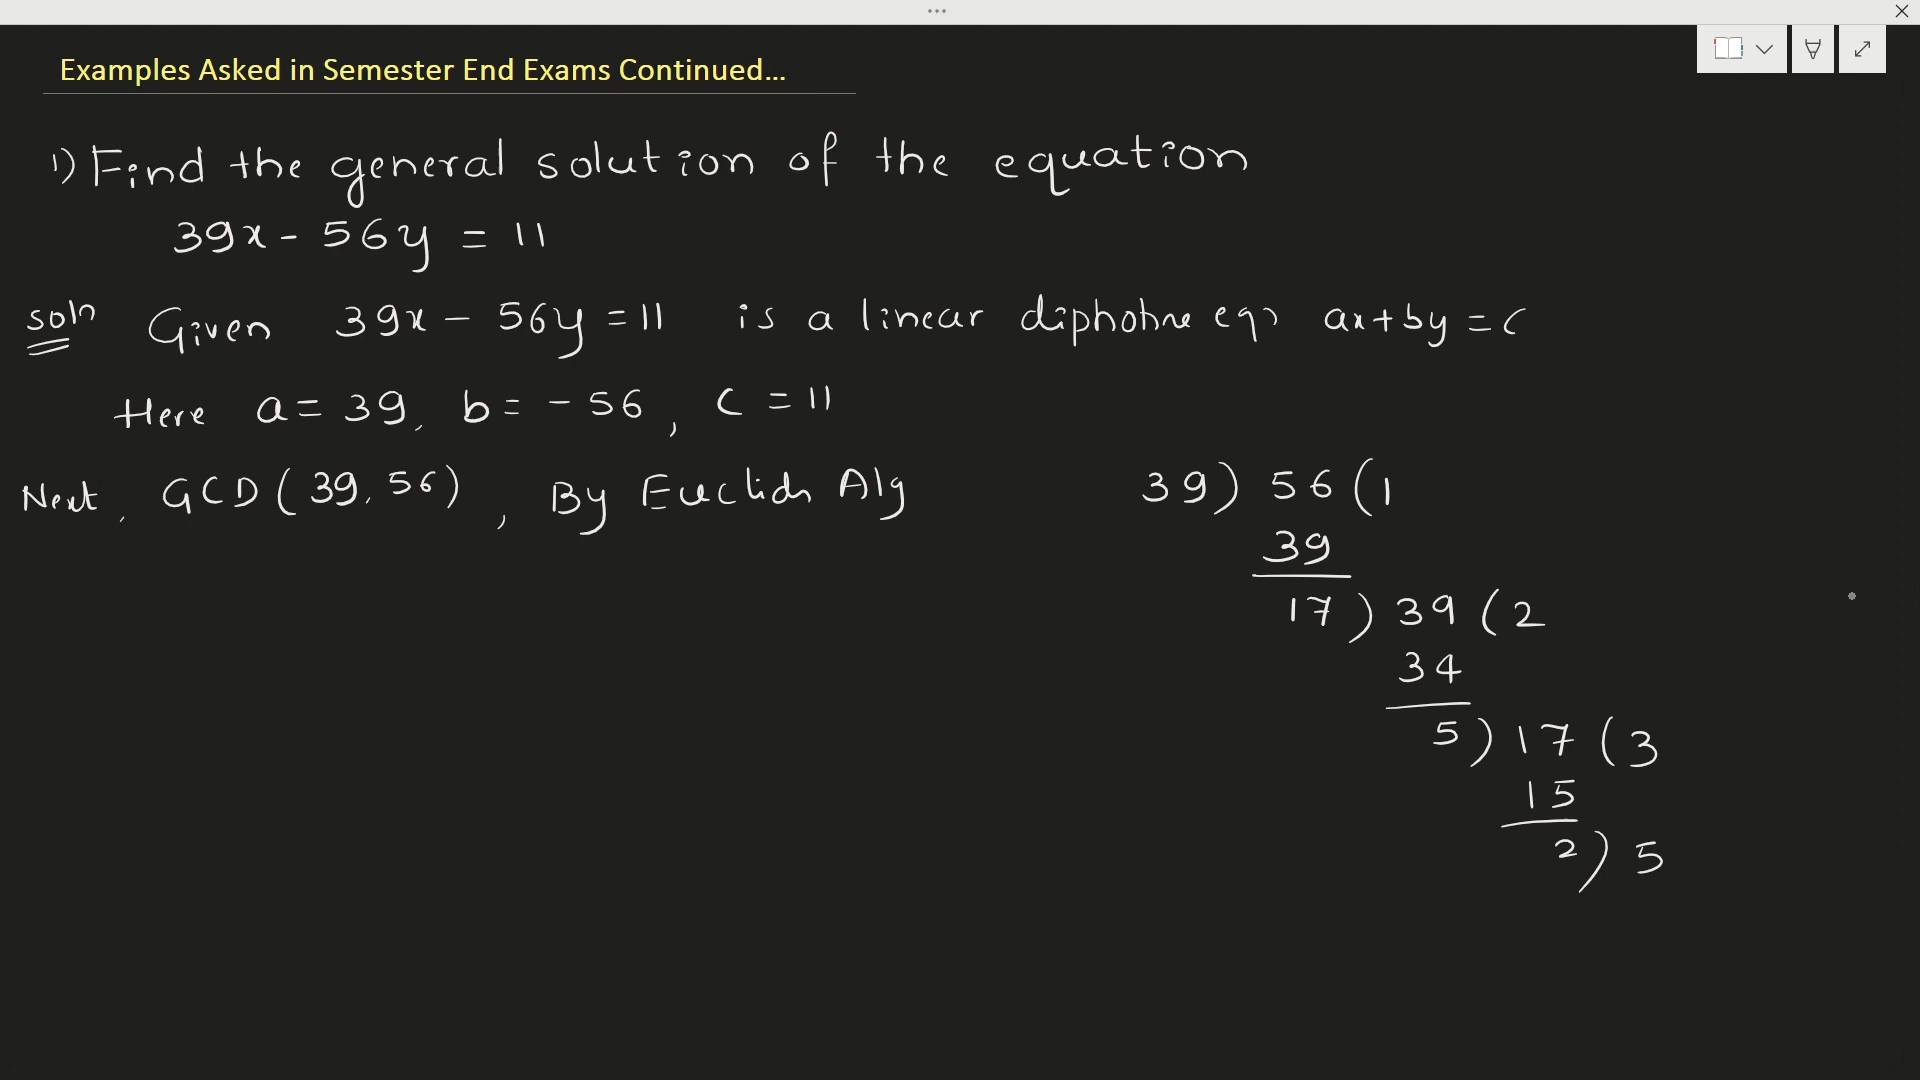 Examples Asked in Semester End Exams Continued...
1) Find the general solution of the equation
39x - 56y = 11
soln Given 39x - 56y = 11 is a linear diphotne eqn ax + by = c
Here a = 39, b = - 56, c = 11
Next, GCD (39, 56), By Euclids Alg
39) 56 (1
39
17) 39 (2
34
5) 17 (3
15
2) 5